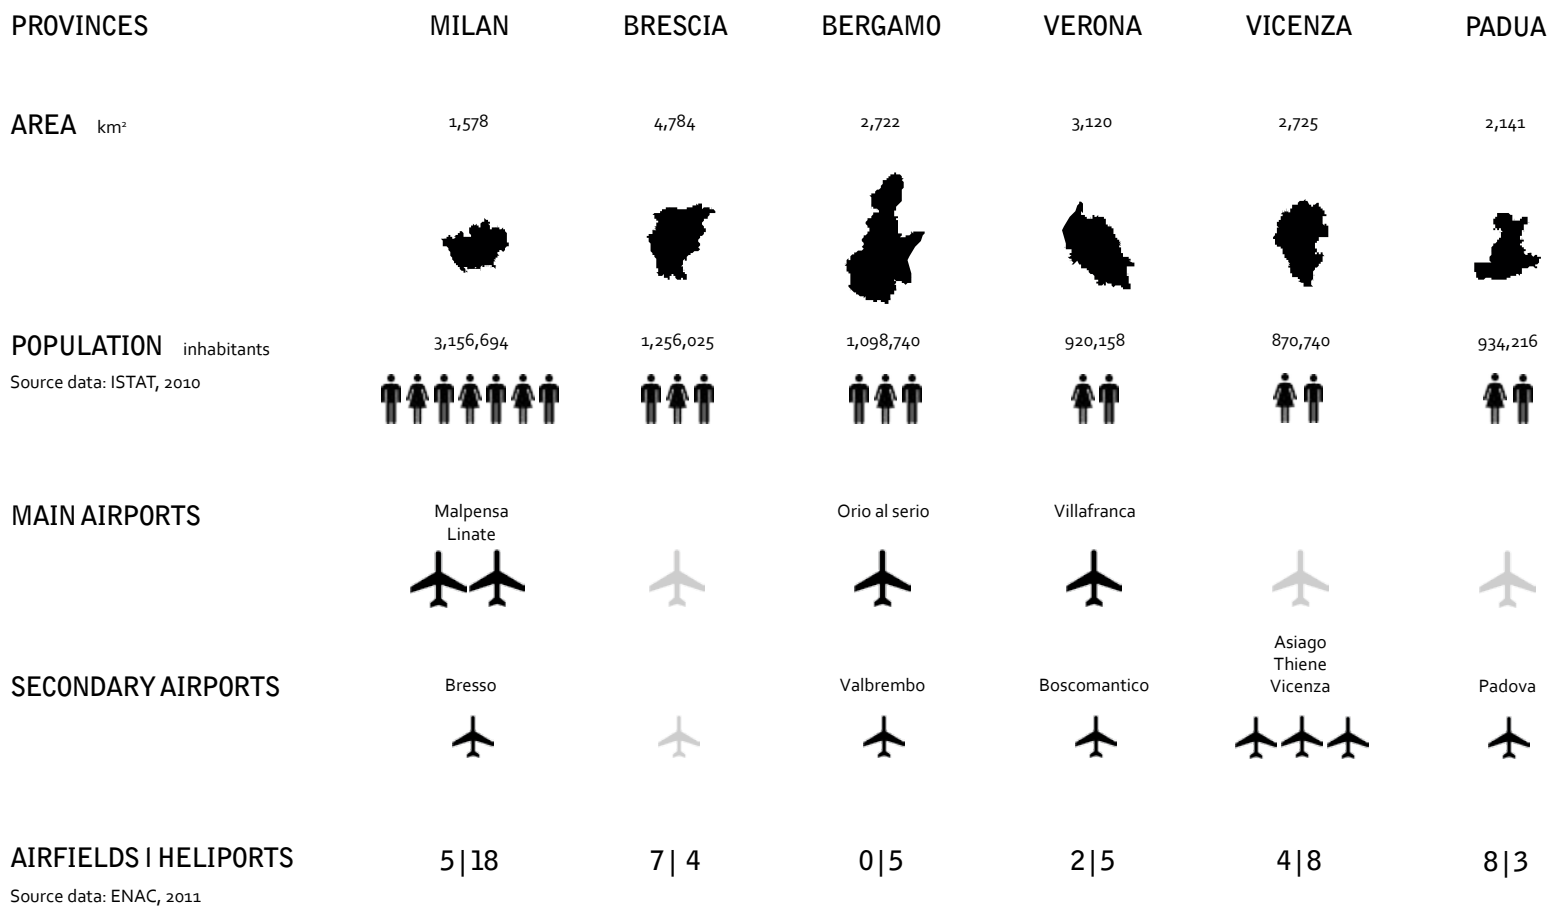 PROVINCES MILAN BRESCIA BERGAMO VERONA VICENZA PADUA
AREA km² 1,578 4,784 2,722 3,120 2,725 2,141
POPULATION inhabitants 3,156,694 1,256,025 1,098,740 920,158 870,740 934,216
Source data: ISTAT, 2010
MAIN AIRPORTS Malpensa Orio al serio Villafranca
Linate
Asiago
Thiene
SECONDARY AIRPORTS Bresso Valbrembo Boscomantico Vicenza Padova
AIRFIELDS | HELIPORTS 5|18 7| 4 0|5 2|5 4|8 8|3
Source data: ENAC, 2011